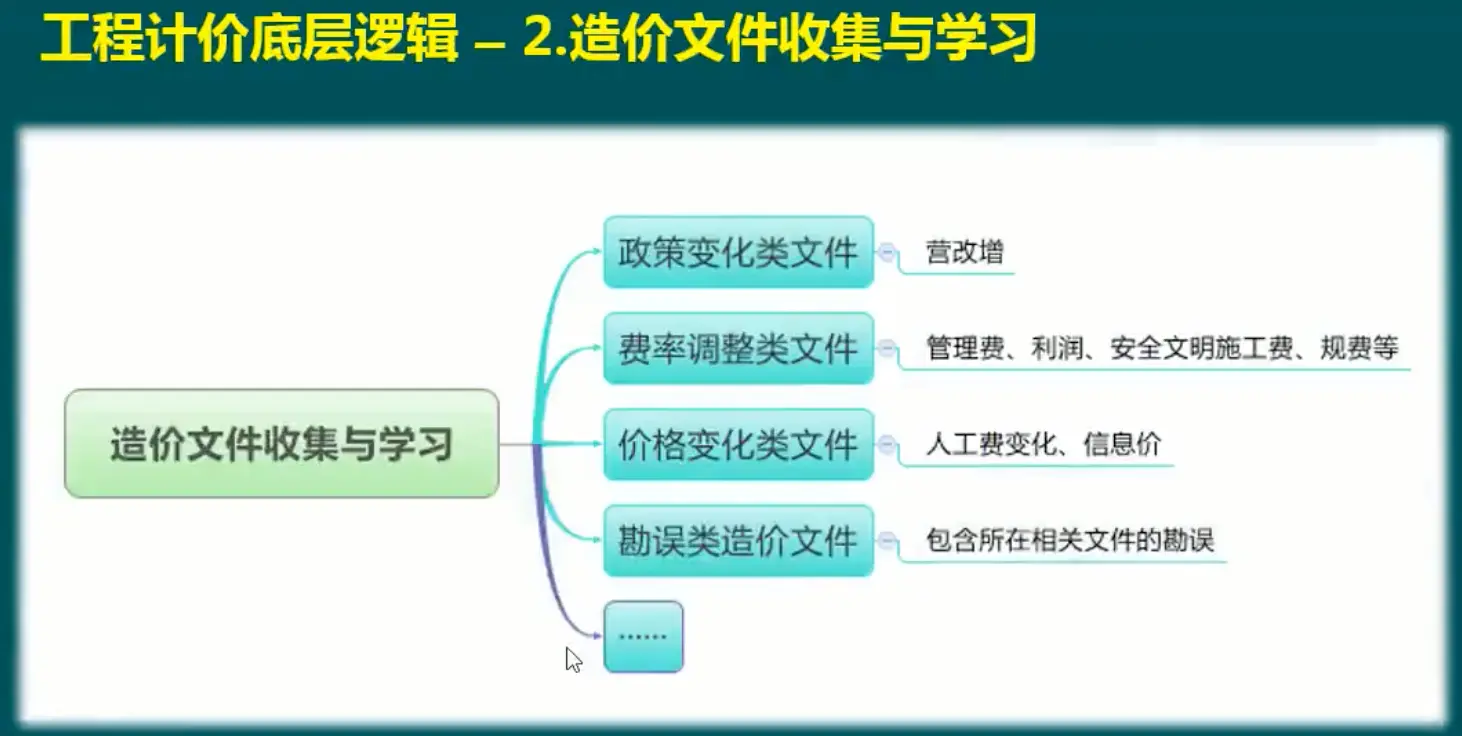 工程计价底层逻辑 – 2.造价文件收集与学习
造价文件收集与学习
政策变化类文件
营改增
费率调整类文件
管理费、利润、安全文明施工费、规费等
价格变化类文件
人工费变化、信息价
勘误类造价文件
包含所在相关文件的勘误
······